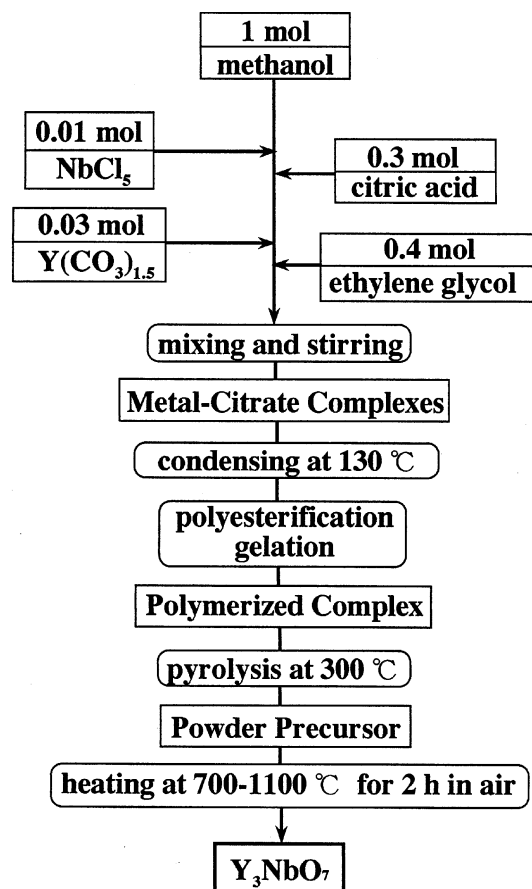 1 mol
methanol
0.01 mol
NbCl₅
0.3 mol
citric acid
0.03 mol
Y(CO₃)₁.₅
0.4 mol
ethylene glycol
mixing and stirring
Metal-Citrate Complexes
condensing at 130 ℃
polyesterification
gelation
Polymerized Complex
pyrolysis at 300 ℃
Powder Precursor
heating at 700-1100 ℃ for 2 h in air
Y₃NbO₇